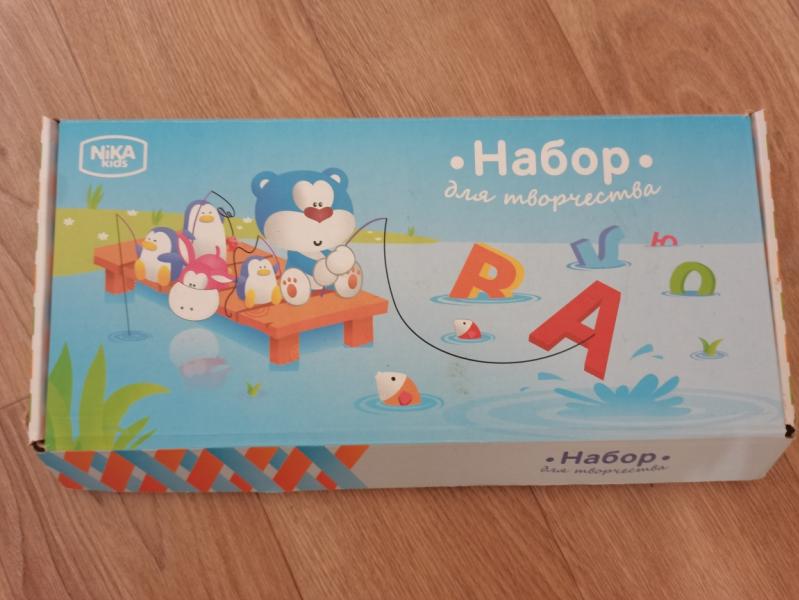 NiKA
kids
• Набор •
для творчества
Ю
Я
О
А
• Набор •
для творчества